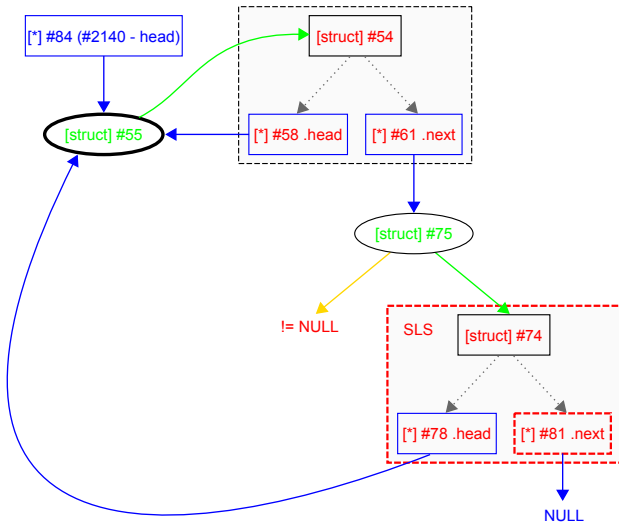 [*] #84 (#2140 - head)
[struct] #54
[struct] #55
[*] #58 .head
[*] #61 .next
[struct] #75
!= NULL
SLS
[struct] #74
[*] #78 .head
[*] #81 .next
NULL